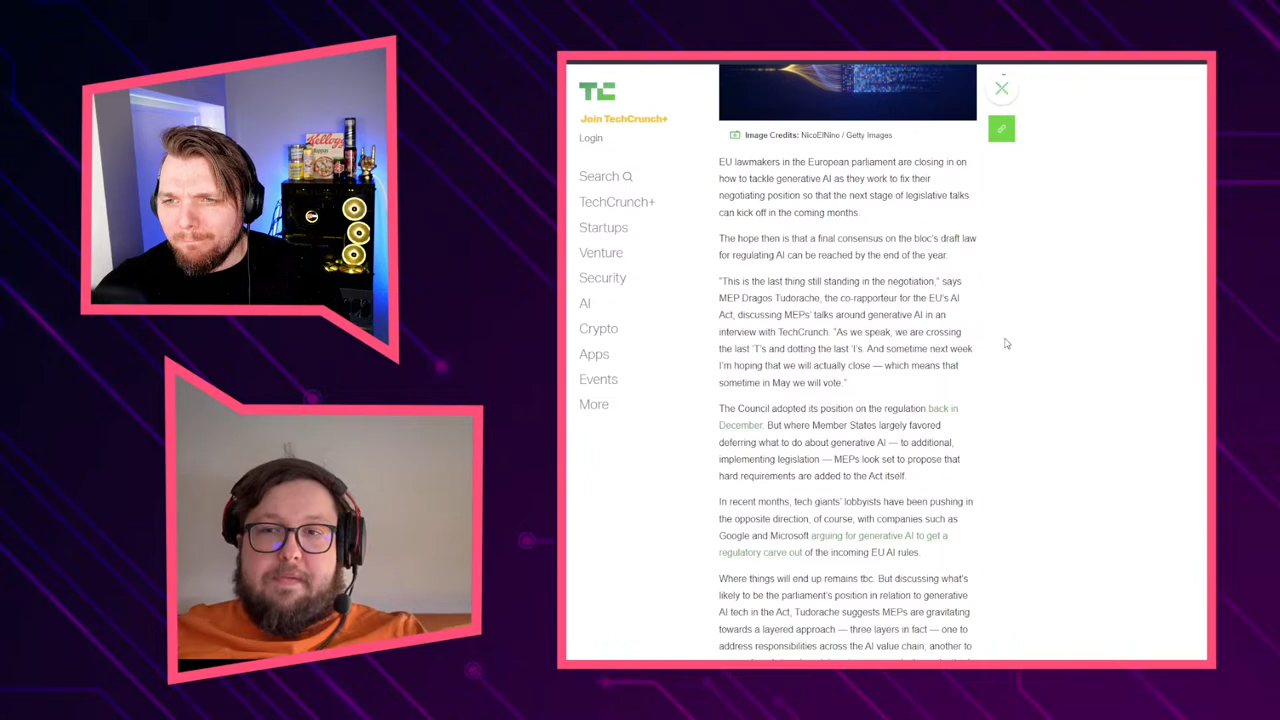 Kellogg's
TC
Join TechCrunch+
Login
Search
TechCrunch+
Startups
Venture
Security
AI
Crypto
Apps
Events
More
Image Credits: NicoElNino / Getty Images
EU lawmakers in the European parliament are closing in on
how to tackle generative AI as they work to fix their
negotiating position so that the next stage of legislative talks
can kick off in the coming months.
The hope then is that a final consensus on the bloc's draft law
for regulating AI can be reached by the end of the year.
"This is the last thing still standing in the negotiation," says
MEP Dragos Tudorache, the co-rapporteur for the EU's AI
Act, discussing MEPs' talks around generative AI in an
interview with TechCrunch. "As we speak, we are crossing
the last 'T's and dotting the last 'I's. And sometime next week
I'm hoping that we will actually close — which means that
sometime in May we will vote."
The Council adopted its position on the regulation back in
December. But where Member States largely favored
deferring what to do about generative AI — to additional,
implementing legislation — MEPs look set to propose that
hard requirements are added to the Act itself.
In recent months, tech giants' lobbyists have been pushing in
the opposite direction, of course, with companies such as
Google and Microsoft arguing for generative AI to get a
regulatory carve out of the incoming EU AI rules.
Where things will end up remains tbc. But discussing what's
likely to be the parliament's position in relation to generative
AI tech in the Act, Tudorache suggests MEPs are gravitating
towards a layered approach — three layers in fact — one to
address responsibilities across the AI value chain; another to